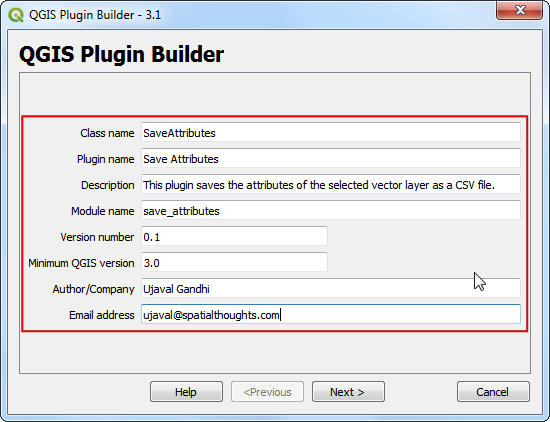 QGIS Plugin Builder - 3.1
QGIS Plugin Builder
Class name SaveAttributes
Plugin name Save Attributes
Description This plugin saves the attributes of the selected vector layer as a CSV file.
Module name save_attributes
Version number 0.1
Minimum QGIS version 3.0
Author/Company Ujaval Gandhi
Email address ujaval@spatialthoughts.com
Help <Previous Next > Cancel